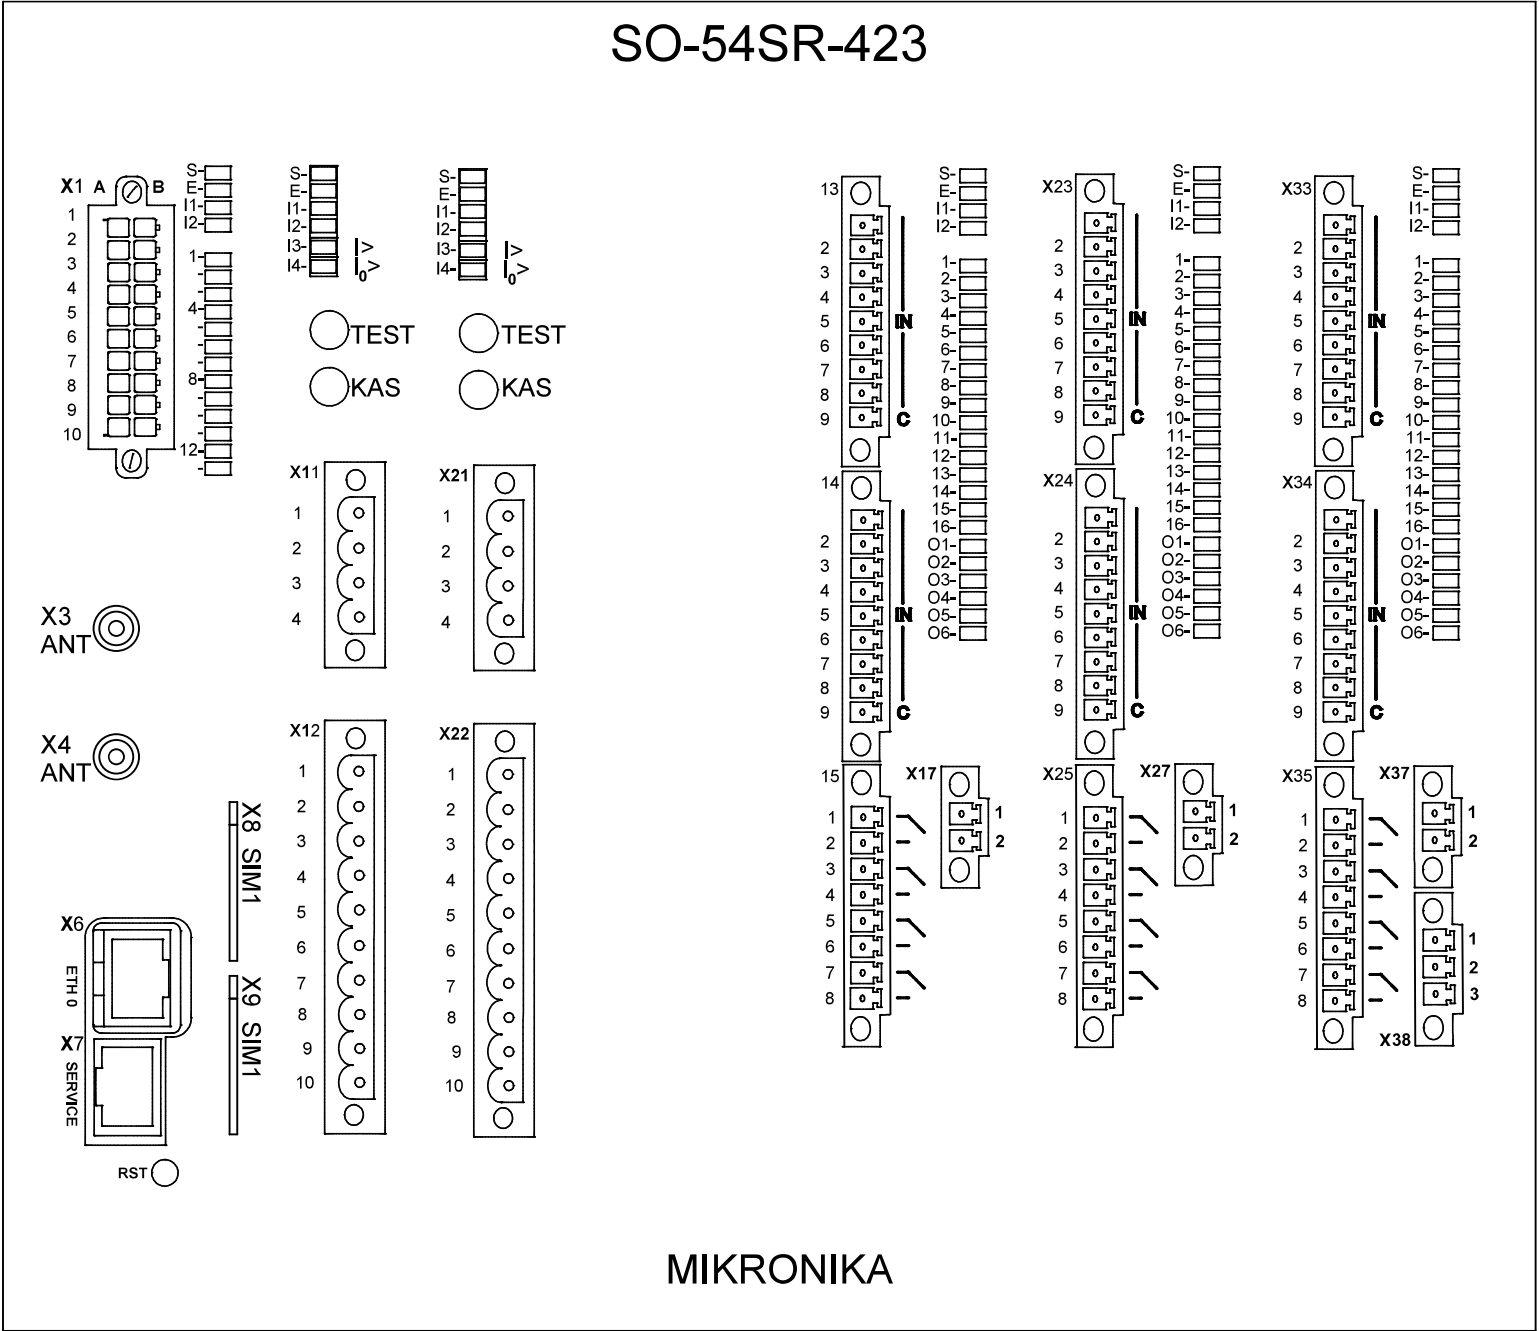 SO-54SR-423
X1 A B
1
2
3
4
5
6
7
8
9
10
S-
E-
I1-
I2-
1-
-
-
4-
-
-
-
8-
-
-
-
12-
-
S-
E-
I1-
I2-
I3- I>
I4- I0>
TEST
KAS
S-
E-
I1-
I2-
I3- I>
I4- I0>
TEST
KAS
X3
ANT
X4
ANT
X8 SIM1
X9 SIM1
X6
ETH 0
X7
SERVICE
RST
X11
1
2
3
4
X12
1
2
3
4
5
6
7
8
9
10
X21
1
2
3
4
X22
1
2
3
4
5
6
7
8
9
10
13
2
3
4
5 IN
6
7
8
9 C
14
2
3
4
5 IN
6
7
8
9 C
15
1
2
3
4
5
6
7
8
S-
E-
I1-
I2-
1-
2-
3-
4-
5-
6-
7-
8-
9-
10-
11-
12-
13-
14-
15-
16-
O1-
O2-
O3-
O4-
O5-
O6-
X17
1
2
X23
2
3
4
5 IN
6
7
8
9 C
X24
2
3
4
5 IN
6
7
8
9 C
X25
1
2
3
4
5
6
7
8
S-
E-
I1-
I2-
1-
2-
3-
4-
5-
6-
7-
8-
9-
10-
11-
12-
13-
14-
15-
16-
O1-
O2-
O3-
O4-
O5-
O6-
X27
1
2
X33
2
3
4
5 IN
6
7
8
9 C
X34
2
3
4
5 IN
6
7
8
9 C
X35
1
2
3
4
5
6
7
8
S-
E-
I1-
I2-
1-
2-
3-
4-
5-
6-
7-
8-
9-
10-
11-
12-
13-
14-
15-
16-
O1-
O2-
O3-
O4-
O5-
O6-
X37
1
2
1
2
3
X38
MIKRONIKA